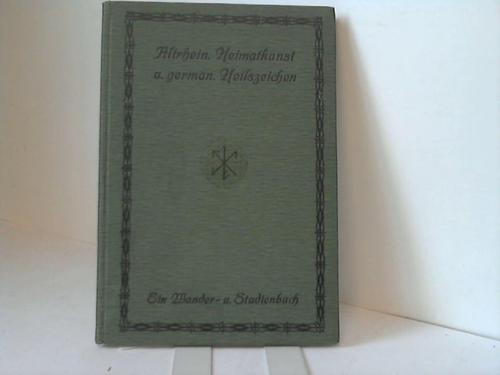 Altrhein. Heimatkunst
u. german. Heilszeichen
Ein Wander- u. Studienbuch